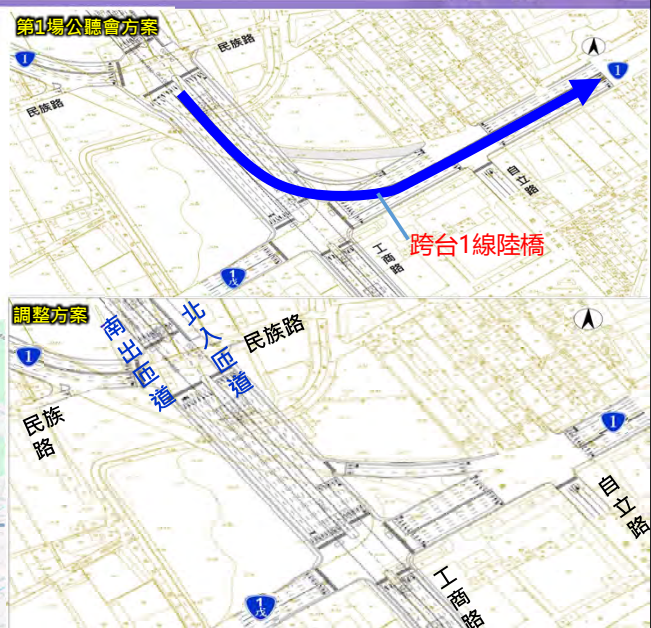 第1場公聽會方案
民族路
1
1
民族路
自立路
跨台1線陸橋
工商路
1戊
調整方案
南出匝道
北入匝道
民族路
1
1
民族路
自立路
工商路
1戊